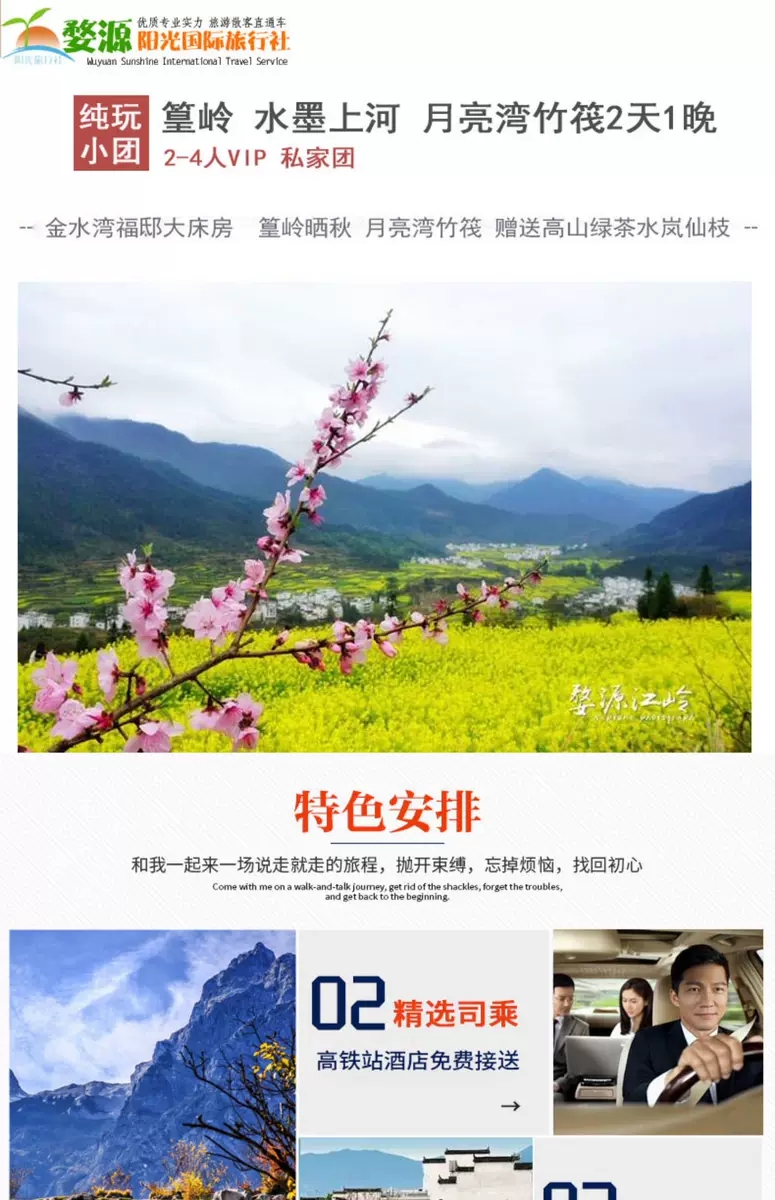 婺源
优质专业实力 旅游散客直通车
阳光国际旅行社
阳光旅行社
Wuyuan Sunshine International Travel Service
纯玩
小团
篁岭 水墨上河 月亮湾竹筏2天1晚
2-4人VIP 私家团
-- 金水湾福邸大床房 篁岭晒秋 月亮湾竹筏 赠送高山绿茶水岚仙枝 --
婺源江岭
特色安排
和我一起来一场说走就走的旅程，抛开束缚，忘掉烦恼，找回初心
Come with me on a walk-and-talk journey, get rid of the shackles, forget the troubles,
and get back to the beginning.
02 精选司乘
高铁站酒店免费接送
→